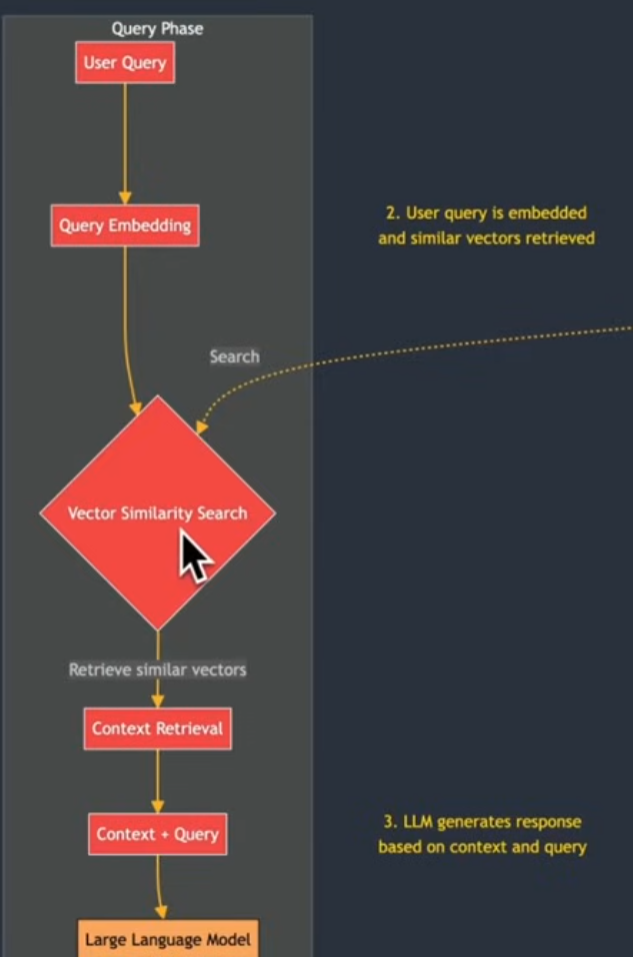 Query Phase
User Query
Query Embedding
2. User query is embedded
and similar vectors retrieved
Search
Vector Similarity Search
Retrieve similar vectors
Context Retrieval
Context + Query
3. LLM generates response
based on context and query
Large Language Model